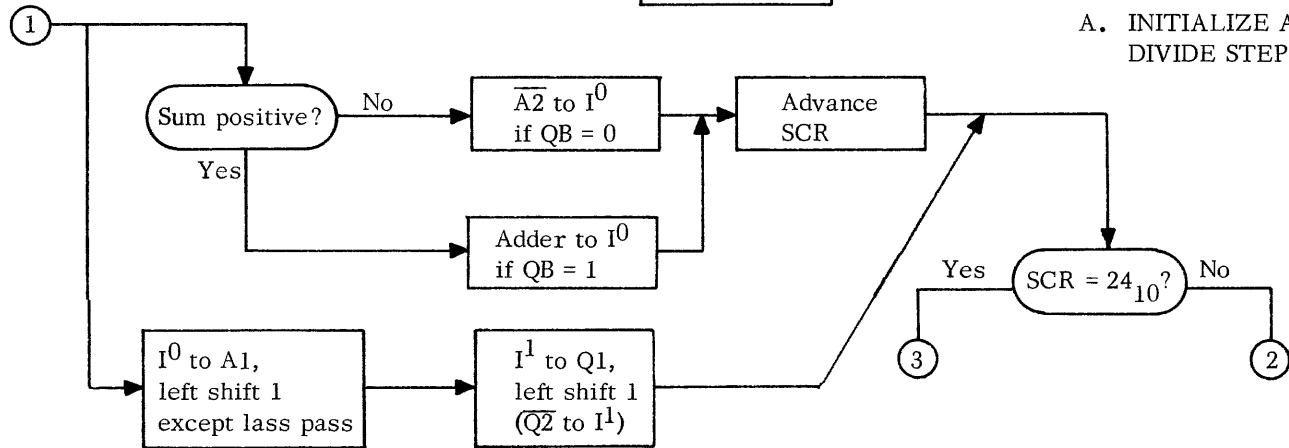 1
A. INITIALIZE A
DIVIDE STEP
Sum positive?
No
Yes
A2 to I⁰
if QB = 0
Advance
SCR
Adder to I⁰
if QB = 1
Yes
SCR = 24₁₀?
No
3
2
I⁰ to A1,
left shift 1
except lass pass
I¹ to Q1,
left shift 1
(Q2 to I¹)